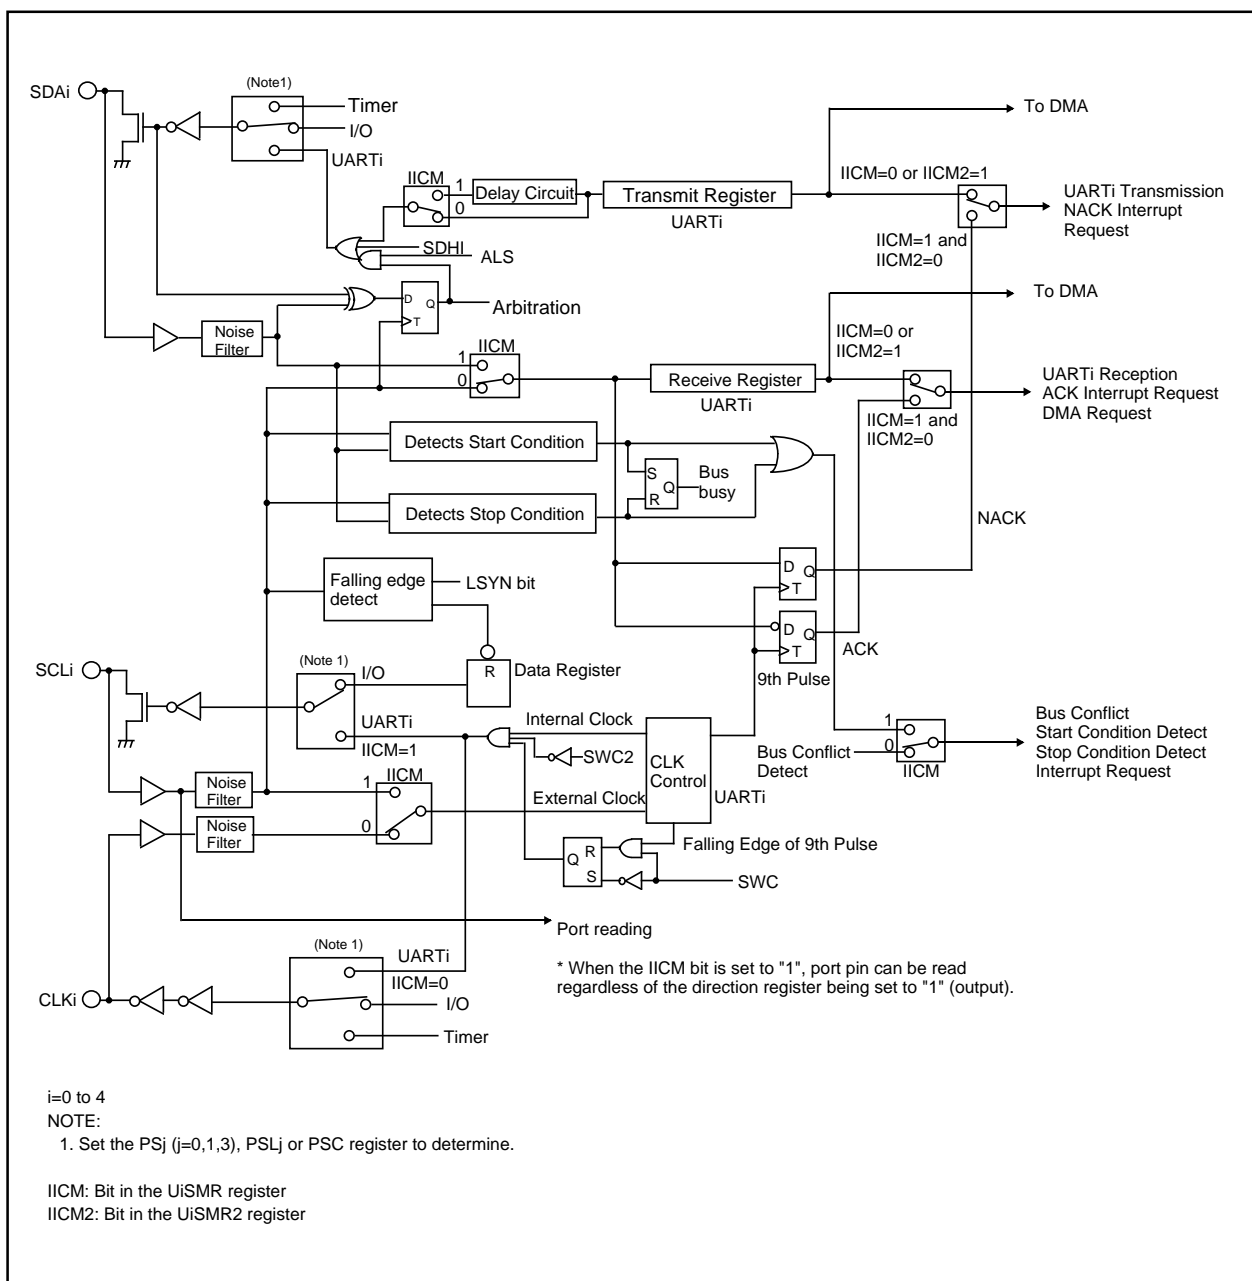 (Note1)
SDAi
Timer
I/O
UARTi
To DMA
IICM
1
0
Delay Circuit
Transmit Register
UARTi
IICM=0 or IICM2=1
UARTi Transmission
NACK Interrupt
Request
IICM=1 and
IICM2=0
SDHI
ALS
D
Q
T
Arbitration
To DMA
Noise
Filter
IICM
1
0
Receive Register
UARTi
IICM=0 or
IICM2=1
UARTi Reception
ACK Interrupt Request
DMA Request
IICM=1 and
IICM2=0
Detects Start Condition
S
R
Q
Bus
busy
Detects Stop Condition
NACK
Falling edge
detect
LSYN bit
D
Q
T
D
Q
T
ACK
9th Pulse
SCLi
(Note 1)
I/O
R
Data Register
UARTi
IICM=1
Internal Clock
SWC2
CLK
Control
UARTi
Bus Conflict
Detect
1
0
IICM
Bus Conflict
Start Condition Detect
Stop Condition Detect
Interrupt Request
Noise
Filter
1
IICM
0
External Clock
Noise
Filter
Falling Edge of 9th Pulse
Q
R
S
SWC
Port reading
(Note 1)
UARTi
IICM=0
CLKi
I/O
Timer
* When the IICM bit is set to "1", port pin can be read
regardless of the direction register being set to "1" (output).
i=0 to 4
NOTE:
1. Set the PSj (j=0,1,3), PSLj or PSC register to determine.
IICM: Bit in the UiSMR register
IICM2: Bit in the UiSMR2 register